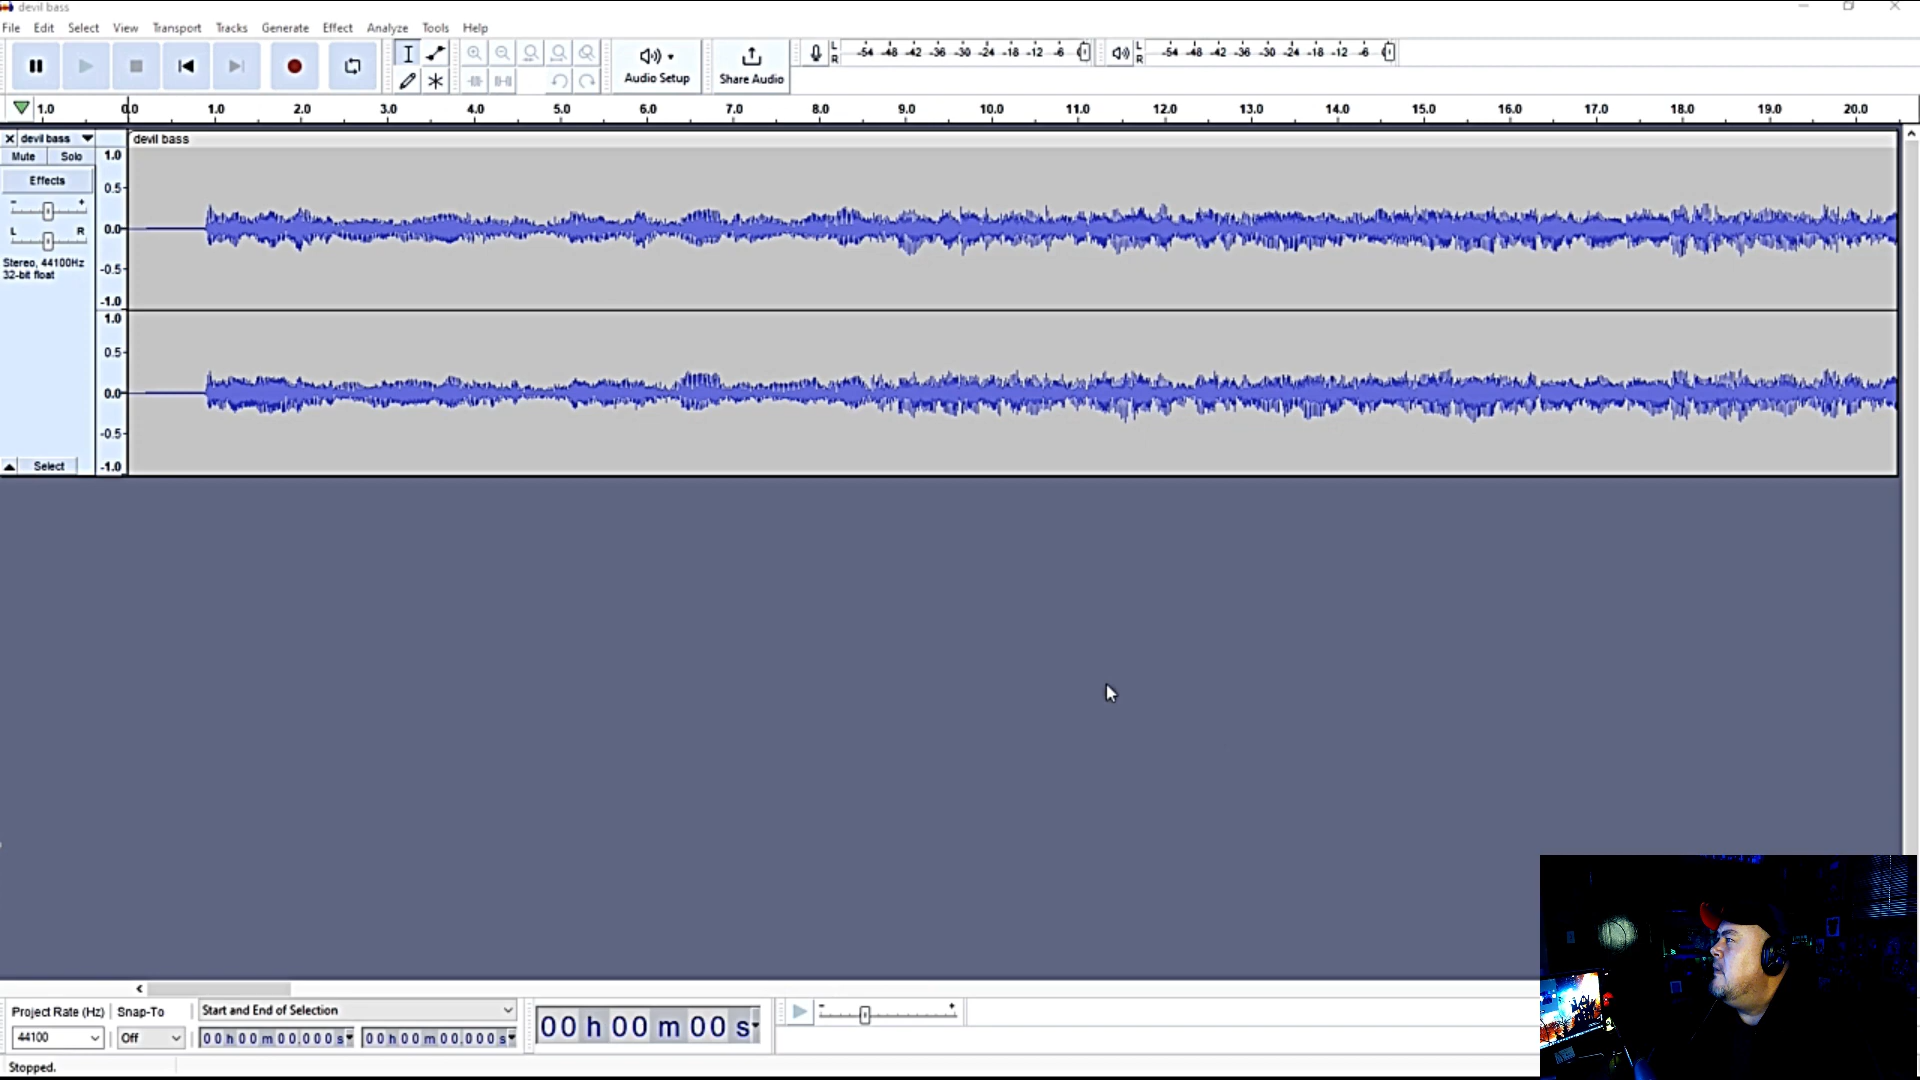 devil bass
File Edit Select View Transport Tracks Generate Effect Analyze Tools Help
Audio Setup
Share Audio
L
R
-54 -48 -42 -36 -30 -24 -18 -12 -6
L
R
-54 -48 -42 -36 -30 -24 -18 -12 -6
1.0 0.0 1.0 2.0 3.0 4.0 5.0 6.0 7.0 8.0 9.0 10.0 11.0 12.0 13.0 14.0 15.0 16.0 17.0 18.0 19.0 20.0
devil bass
devil bass
Mute Solo
Effects
- +
L R
Stereo, 44100Hz
32-bit float
Select
1.0
0.5
0.0
-0.5
-1.0
1.0
0.5
0.0
-0.5
-1.0
Project Rate (Hz) Snap-To Start and End of Selection
44100 Off 00 h 00 m 00.000 s 00 h 00 m 00.000 s
00 h 00 m 00 s
- +
Stopped.